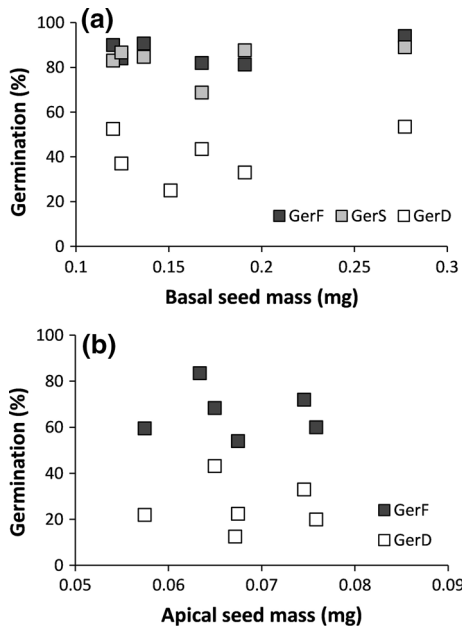 (a)
100
80
60
40
20
0
Germination (%)
GerF GerS GerD
0.1 0.15 0.2 0.25 0.3
Basal seed mass (mg)
(b)
100
80
60
40
20
0
Germination (%)
GerF
GerD
0.05 0.06 0.07 0.08 0.09
Apical seed mass (mg)